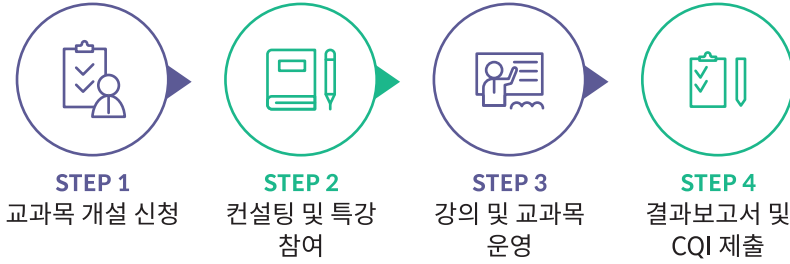 STEP 1
교과목 개설 신청
STEP 2
컨설팅 및 특강
참여
STEP 3
강의 및 교과목
운영
STEP 4
결과보고서 및
CQI 제출